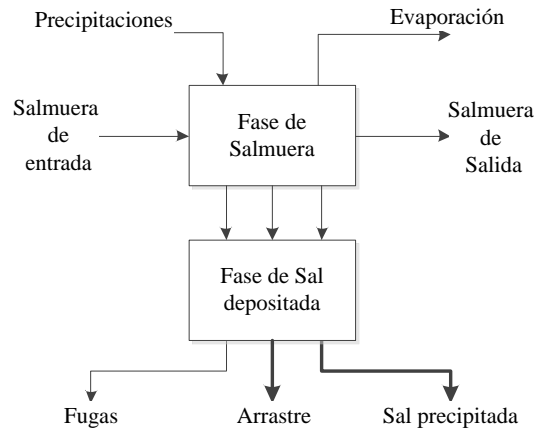 Precipitaciones
Evaporación
Salmuera
de
entrada
Fase de
Salmuera
Salmuera
de
Salida
Fase de Sal
depositada
Fugas
Arrastre
Sal precipitada